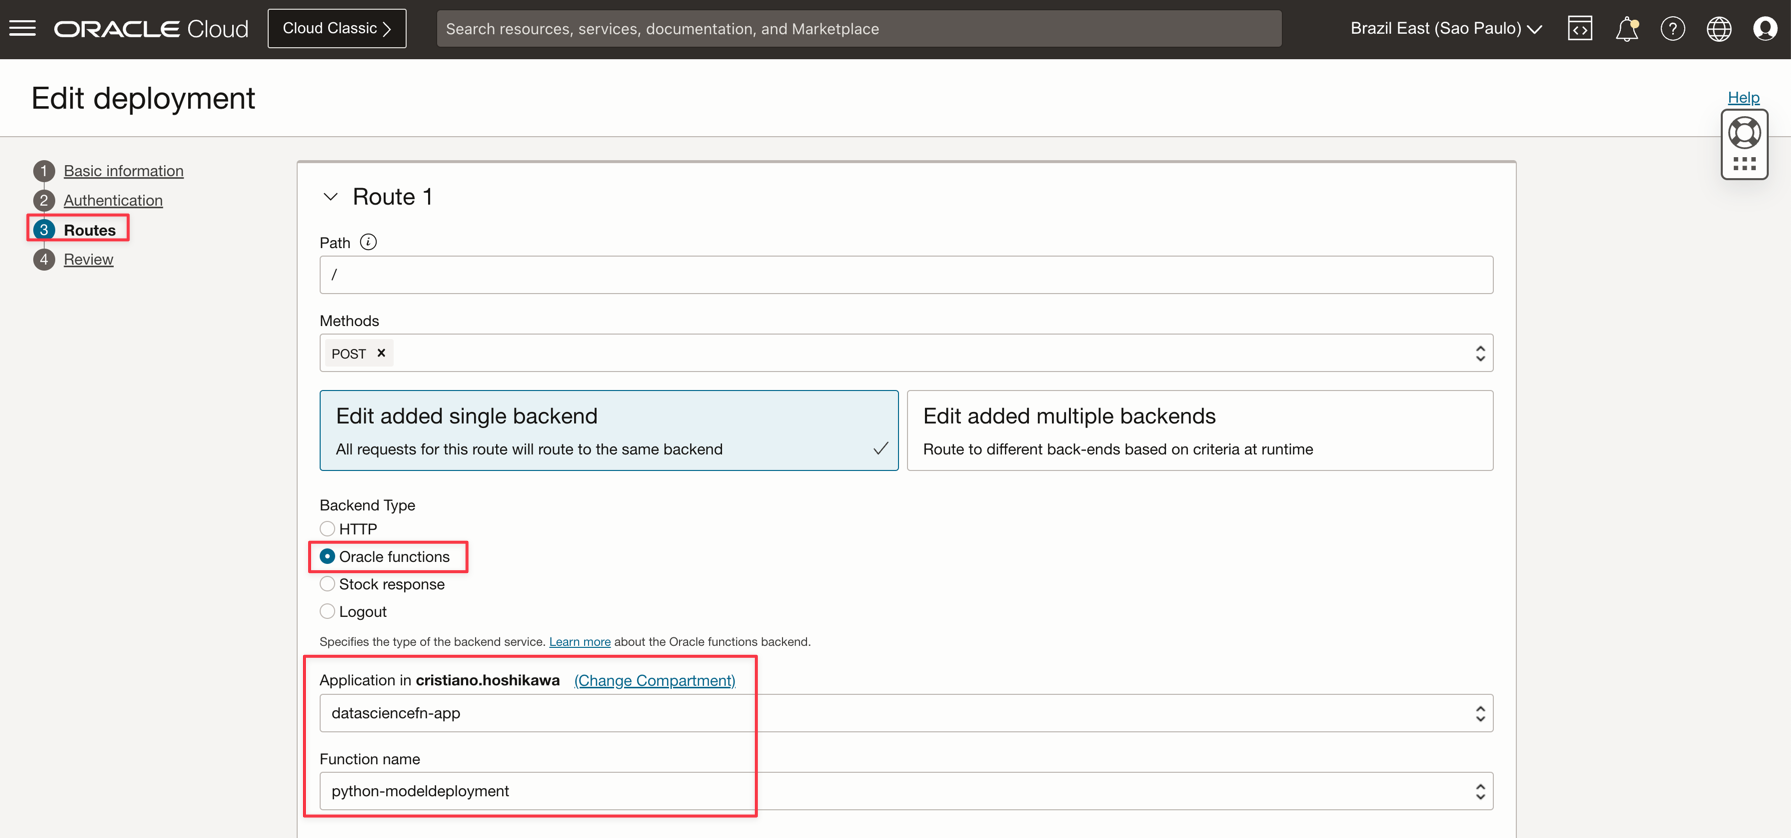 ORACLE Cloud
Cloud Classic
Search resources, services, documentation, and Marketplace
Brazil East (Sao Paulo)
Edit deployment
Help
1 Basic information
2 Authentication
3 Routes
4 Review
Route 1
Path
/
Methods
POST
Edit added single backend
All requests for this route will route to the same backend
Edit added multiple backends
Route to different back-ends based on criteria at runtime
Backend Type
HTTP
Oracle functions
Stock response
Logout
Specifies the type of the backend service. Learn more about the Oracle functions backend.
Application in cristiano.hoshikawa (Change Compartment)
datasciencefn-app
Function name
python-modeldeployment